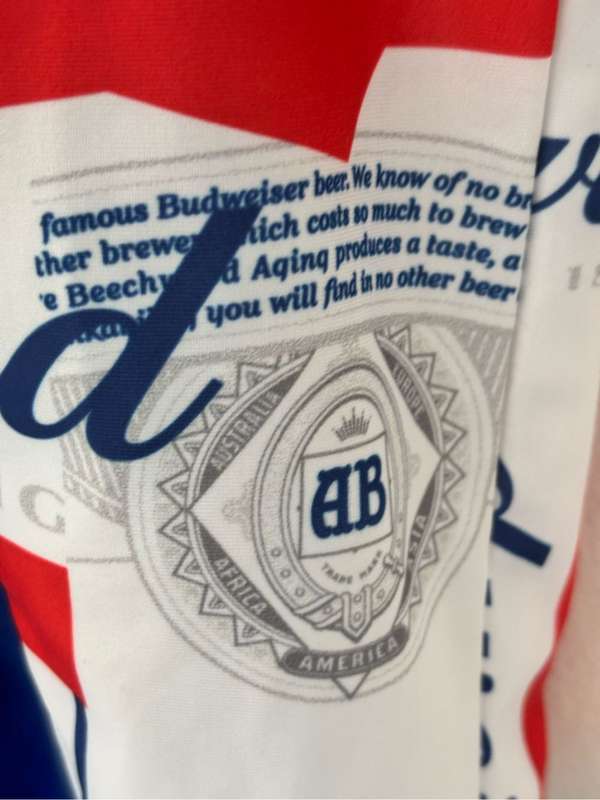 famous Budweiser beer. We know of no
ther brewe which costs so much to brew
Beech d Aging produces a taste, a
you will find in no other beer
d
AUSTRALIA
EUROPE
AB
TRADE MARK
AFRICA
ASIA
AMERICA
G